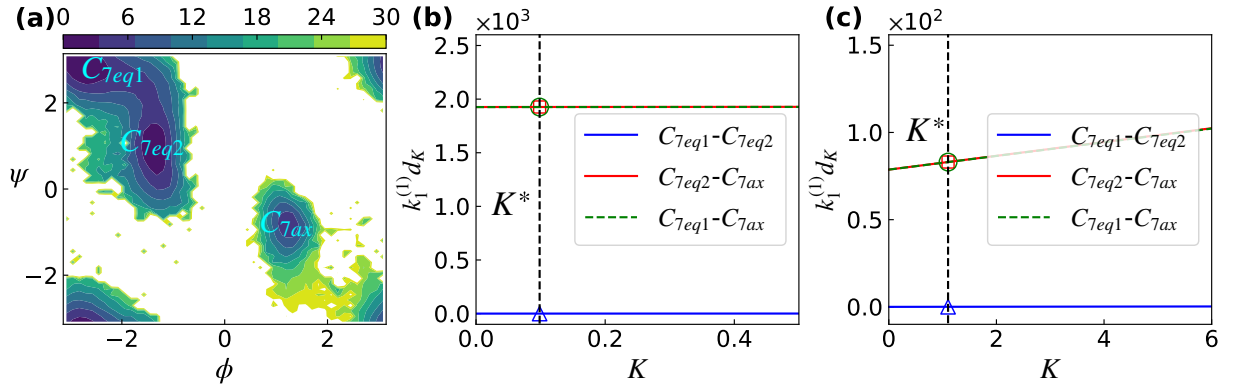 (a)
0 6 12 18 24 30
C7eq1
C7eq2
C7ax
ψ
2
0
−2
−2 0 2
ϕ
(b)
×10³
k₁⁽¹⁾d_K
2.5
2.0
1.5
1.0
0.5
0.0
K*
C7eq1-C7eq2
C7eq2-C7ax
C7eq1-C7ax
0.0 0.2 0.4
K
(c)
×10²
k₁⁽¹⁾d_K
1.5
1.0
0.5
0.0
K*
C7eq1-C7eq2
C7eq2-C7ax
C7eq1-C7ax
0 2 4 6
K